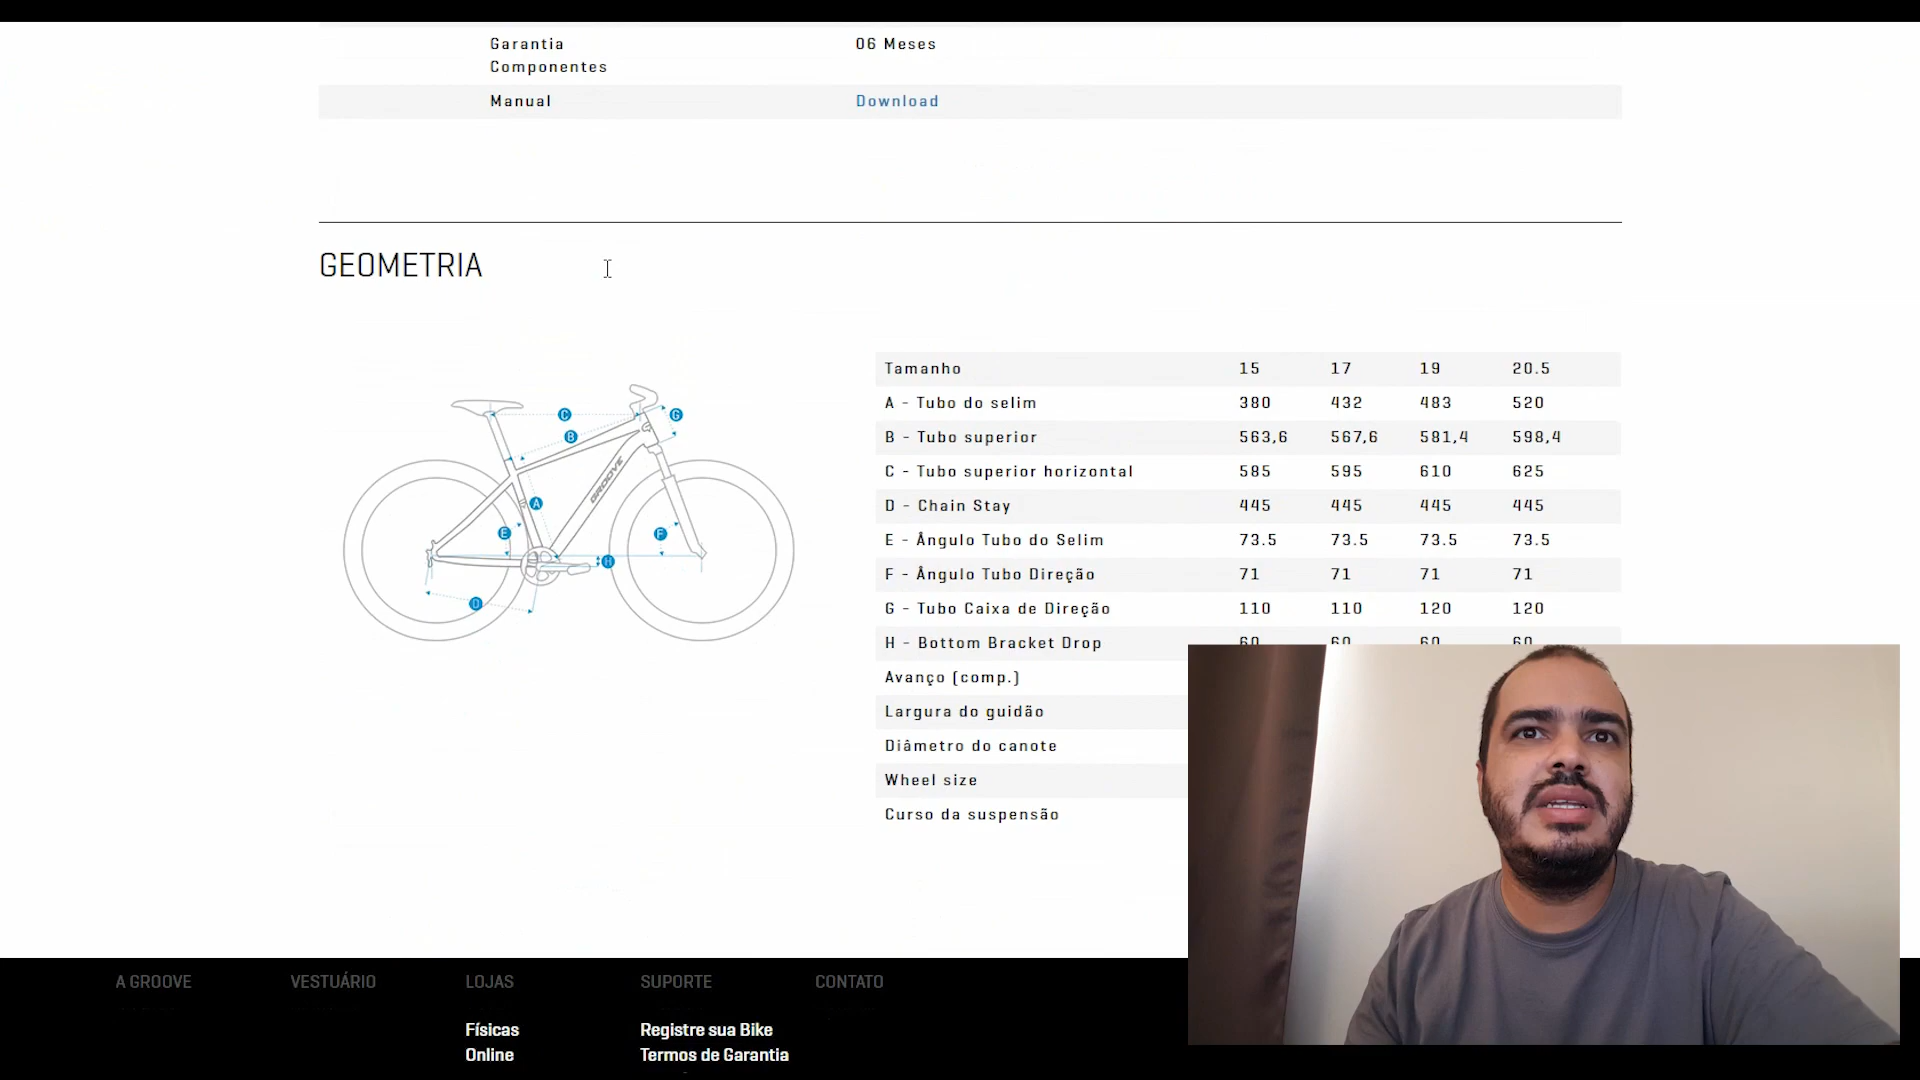 Garantia 06 Meses
Componentes
Manual Download
GEOMETRIA
Tamanho 15 17 19 20.5
A - Tubo do selim 380 432 483 520
B - Tubo superior 563,6 567,6 581,4 598,4
C - Tubo superior horizontal 585 595 610 625
D - Chain Stay 445 445 445 445
E - Ângulo Tubo do Selim 73.5 73.5 73.5 73.5
F - Ângulo Tubo Direção 71 71 71 71
G - Tubo Caixa de Direção 110 110 120 120
H - Bottom Bracket Drop 60 60 60 60
Avanço (comp.)
Largura do guidão
Diâmetro do canote
Wheel size
Curso da suspensão
C
G
B
GROOVE
A
E
F
H
D
A GROOVE VESTUÁRIO LOJAS SUPORTE CONTATO
Físicas Registre sua Bike
Online Termos de Garantia